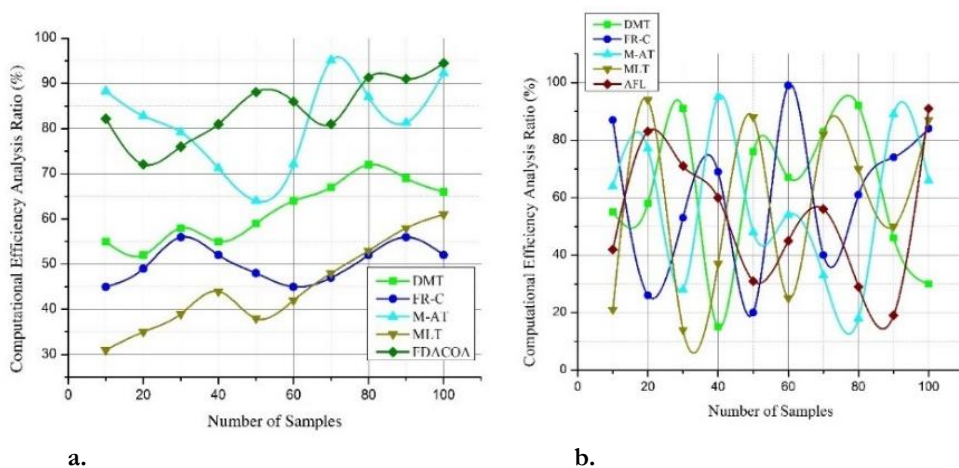 Computational Efficiency Analysis Ratio (%)
100
90
80
70
60
50
40
30
DMT
FR-C
M-AT
MLT
FDACOA
0
20
40
60
80
100
Number of Samples
a.
DMT
FR-C
M-AT
MLT
AFL
Computational Efficiency Analysis Ratio (%)
100
80
60
40
20
0
0
20
40
60
80
100
Number of Samples
b.